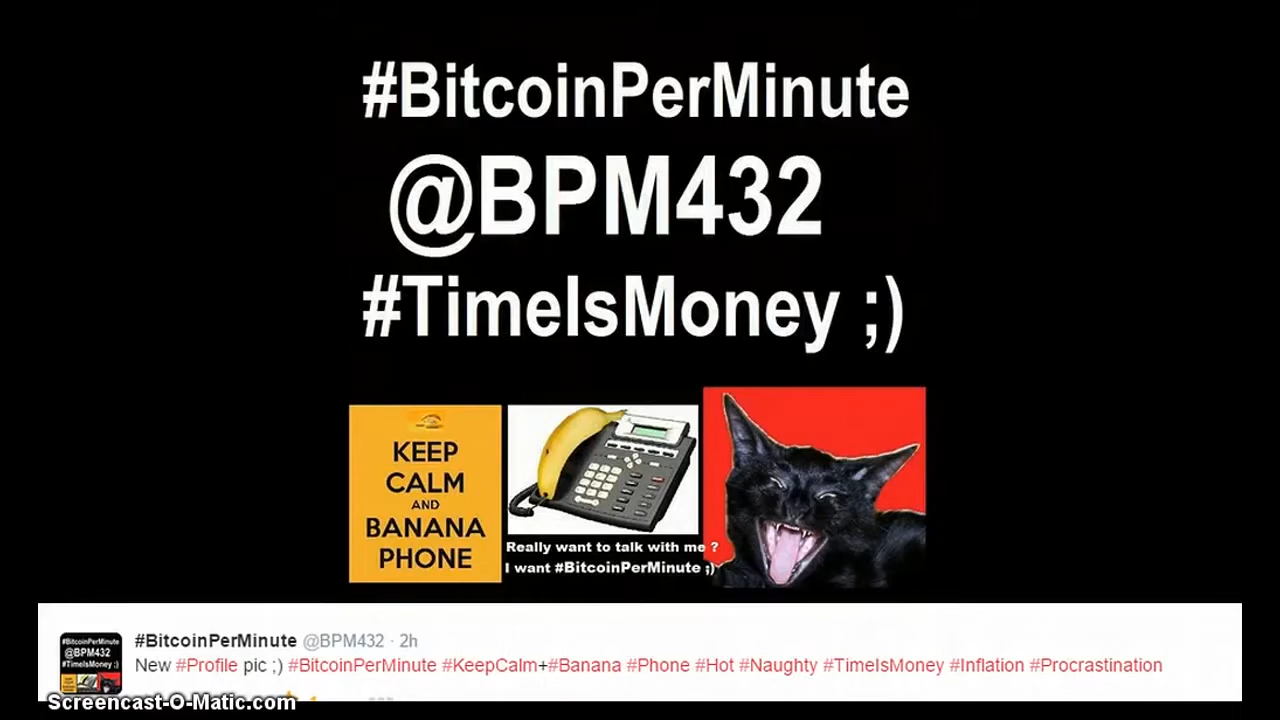 #BitcoinPerMinute
@BPM432
#TimeIsMoney ;)
KEEP
CALM
AND
BANANA
PHONE
Really want to talk with me ?
I want #BitcoinPerMinute ;)
#BitcoinPerMinute
@BPM432
#TimeIsMoney ;)
#BitcoinPerMinute @BPM432 · 2h
New #Profile pic ;) #BitcoinPerMinute #KeepCalm+#Banana #Phone #Hot #Naughty #TimeIsMoney #Inflation #Procrastination
Screencast-O-Matic.com